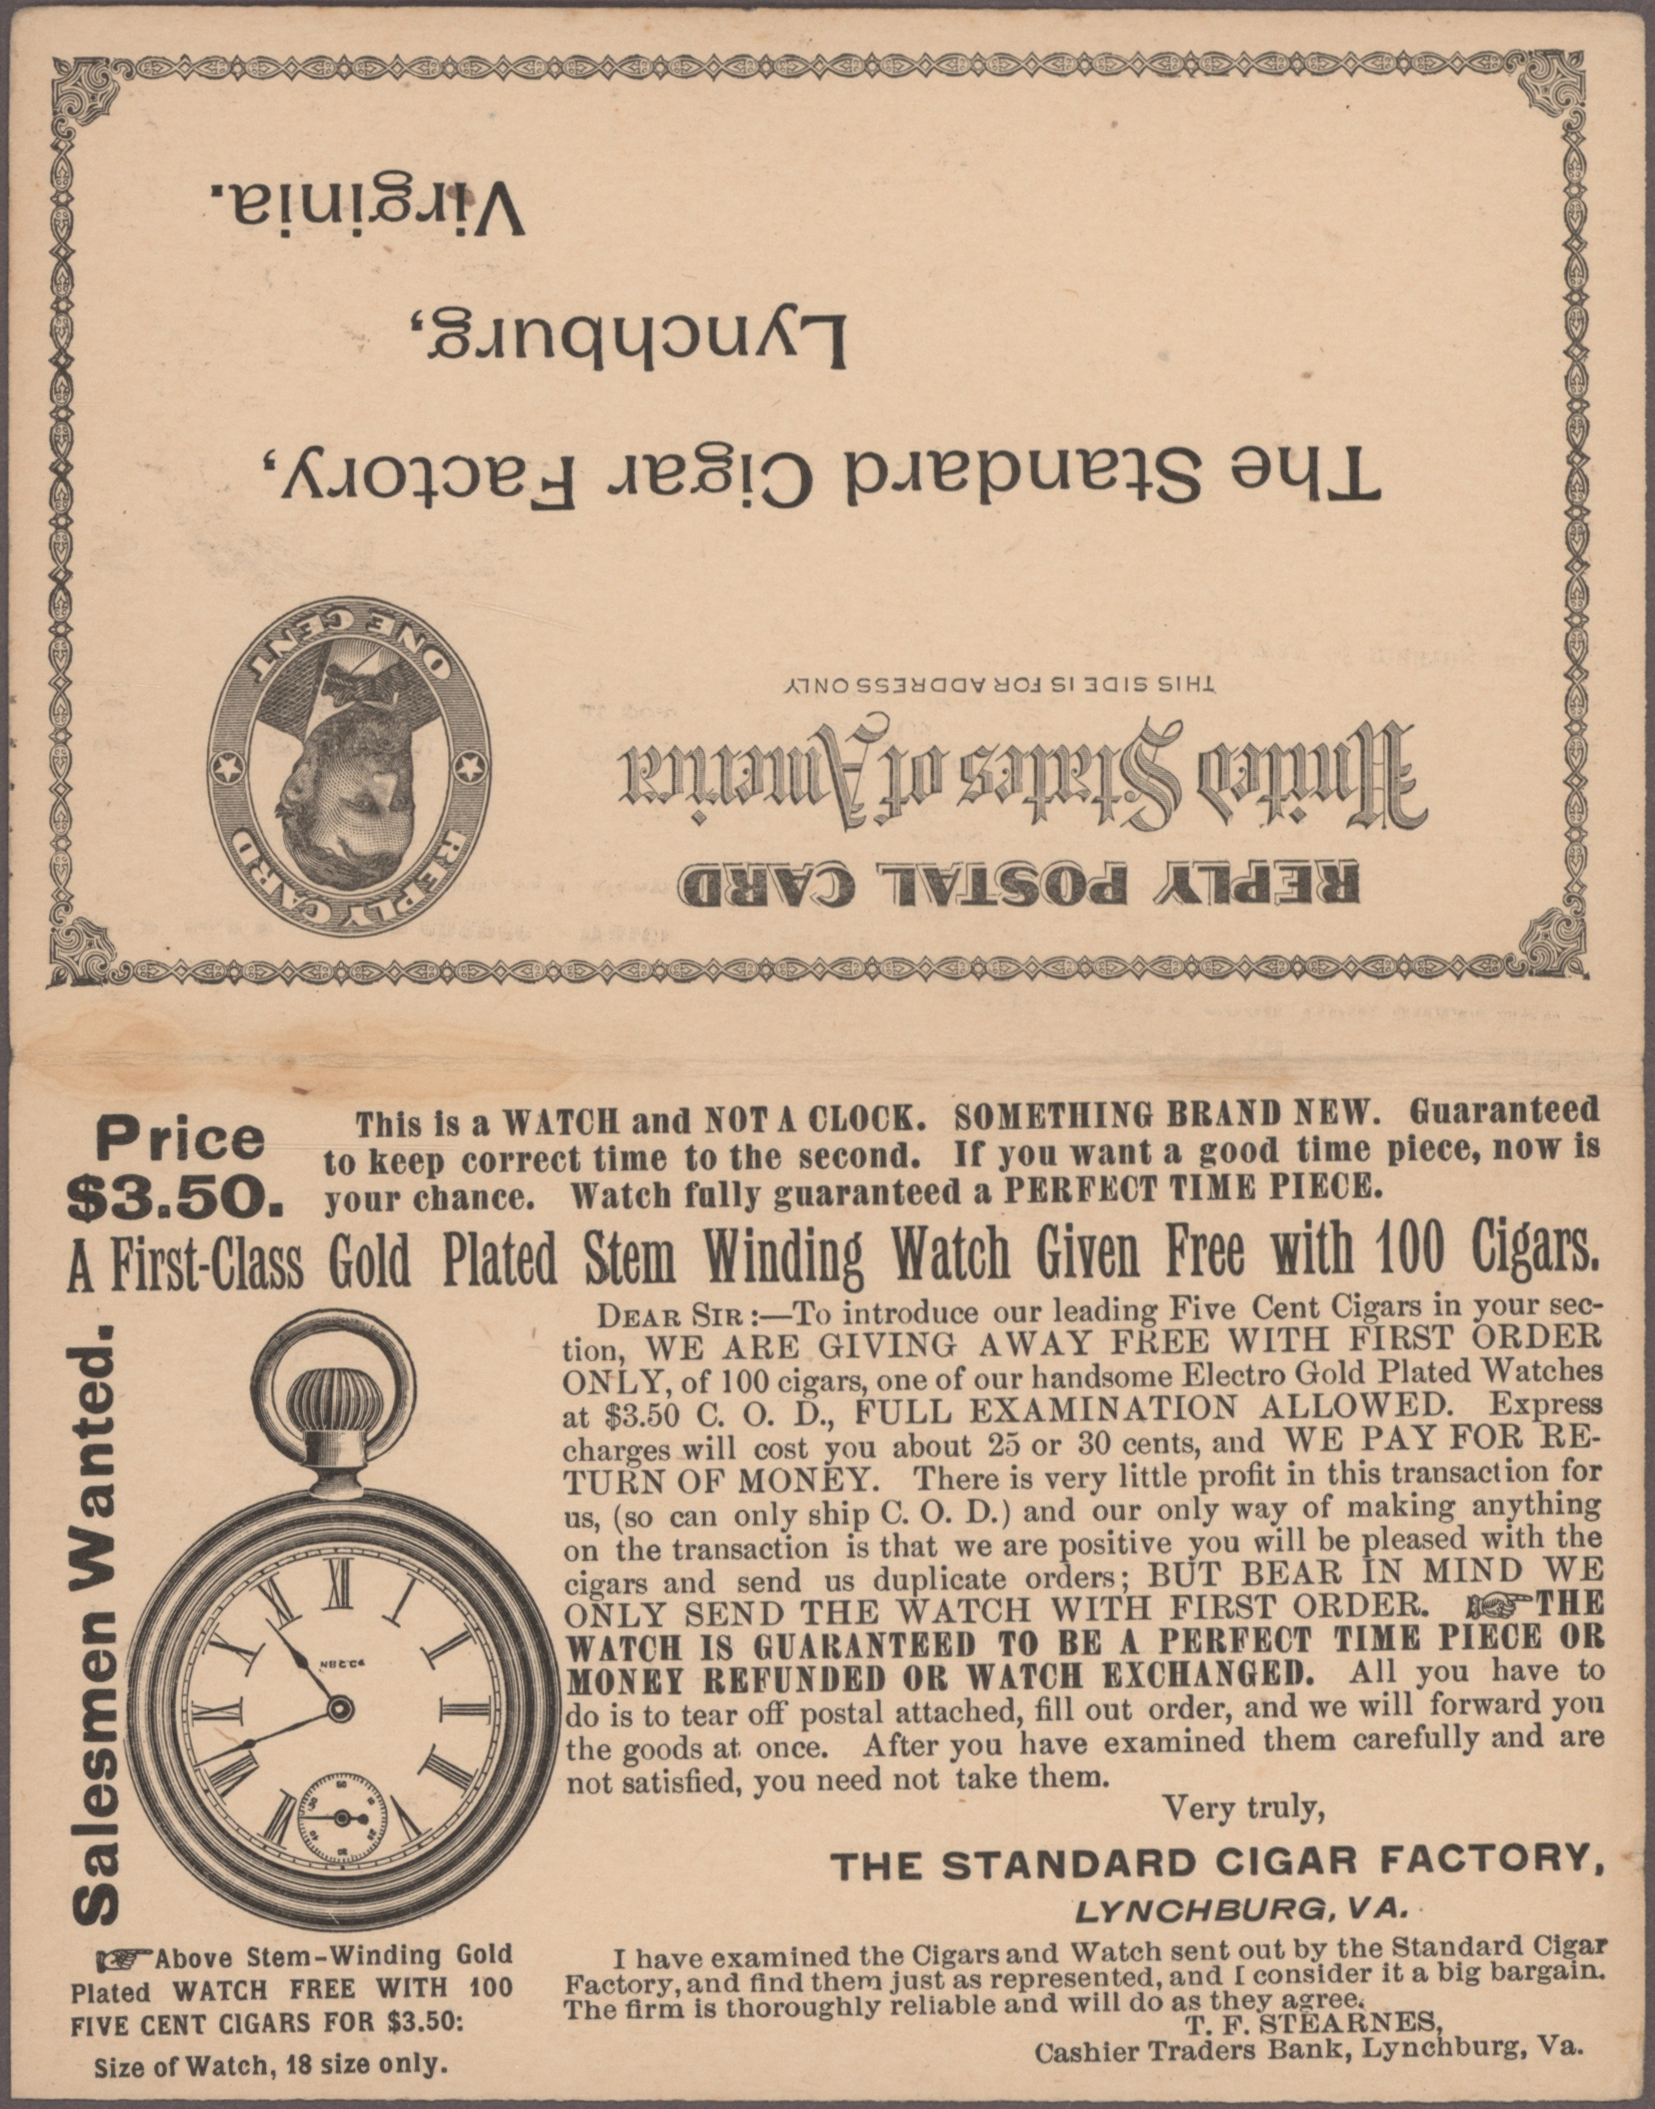 REPLY POSTAL CARD
United States of America
THIS SIDE IS FOR ADDRESS ONLY
REPLY CARD
ONE CENT
The Standard Cigar Factory,
Lynchburg,
Virginia.
Price
$3.50.
This is a WATCH and NOT A CLOCK. SOMETHING BRAND NEW. Guaranteed
to keep correct time to the second. If you want a good time piece, now is
your chance. Watch fully guaranteed a PERFECT TIME PIECE.
A First-Class Gold Plated Stem Winding Watch Given Free with 100 Cigars.
Salesmen Wanted.
XII
I
II
III
IIII
V
VII
VIII
IX
X
XI
60
DEAR SIR:—To introduce our leading Five Cent Cigars in your sec-
tion, WE ARE GIVING AWAY FREE WITH FIRST ORDER
ONLY, of 100 cigars, one of our handsome Electro Gold Plated Watches
at $3.50 C. O. D., FULL EXAMINATION ALLOWED. Express
charges will cost you about 25 or 30 cents, and WE PAY FOR RE-
TURN OF MONEY. There is very little profit in this transaction for
us, (so can only ship C. O. D.) and our only way of making anything
on the transaction is that we are positive you will be pleased with the
cigars and send us duplicate orders; BUT BEAR IN MIND WE
ONLY SEND THE WATCH WITH FIRST ORDER. ☞THE
WATCH IS GUARANTEED TO BE A PERFECT TIME PIECE OR
MONEY REFUNDED OR WATCH EXCHANGED. All you have to
do is to tear off postal attached, fill out order, and we will forward you
the goods at once. After you have examined them carefully and are
not satisfied, you need not take them.
Very truly,
THE STANDARD CIGAR FACTORY,
LYNCHBURG, VA.
☞Above Stem-Winding Gold
Plated WATCH FREE WITH 100
FIVE CENT CIGARS FOR $3.50:
Size of Watch, 18 size only.
I have examined the Cigars and Watch sent out by the Standard Cigar
Factory, and find them just as represented, and I consider it a big bargain.
The firm is thoroughly reliable and will do as they agree.
T. F. STEARNES,
Cashier Traders Bank, Lynchburg, Va.